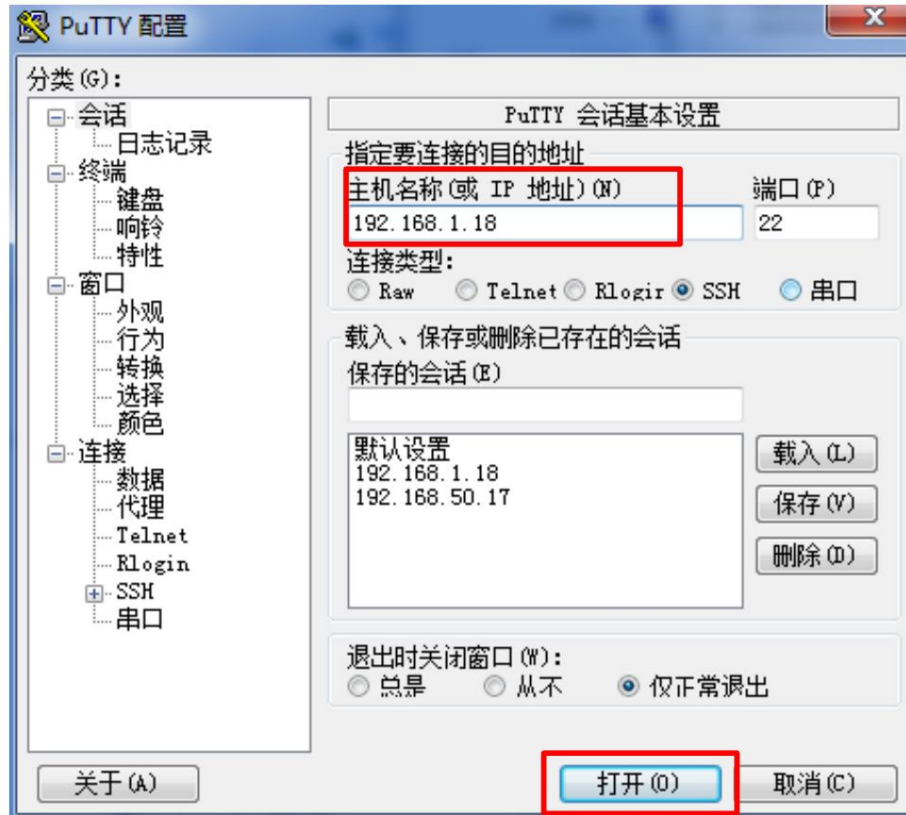 PuTTY 配置
分类(G):
会话
日志记录
终端
键盘
响铃
特性
窗口
外观
行为
转换
选择
颜色
连接
数据
代理
Telnet
Rlogin
SSH
串口
PuTTY 会话基本设置
指定要连接的目的地址
主机名称(或 IP 地址)(N) 端口(P)
192.168.1.18 22
连接类型:
Raw Telnet Rlogir SSH 串口
载入、保存或删除已存在的会话
保存的会话(E)
默认设置
192.168.1.18
192.168.50.17
载入(L)
保存(V)
删除(D)
退出时关闭窗口(W):
总是 从不 仅正常退出
关于(A) 打开(O) 取消(C)